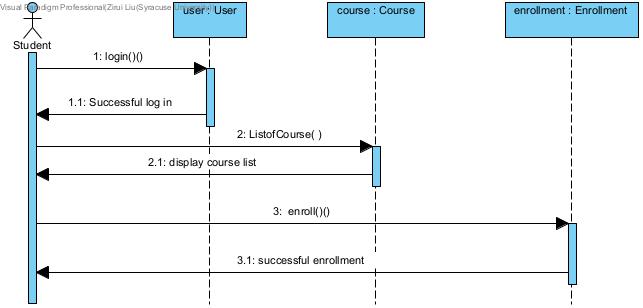 Visual Paradigm Professional(Zirui Liu(Syracuse University))
user : User
course : Course
enrollment : Enrollment
Student
1: login()()
1.1: Successful log in
2: ListofCourse( )
2.1: display course list
3:  enroll()()
3.1: successful enrollment